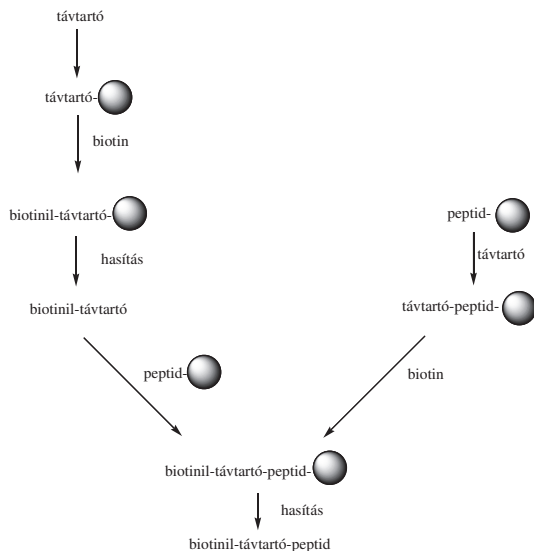 távtartó
távtartó-
biotin
biotinil-távtartó-
hasítás
biotinil-távtartó
peptid-
peptid-
távtartó
távtartó-peptid-
biotin
biotinil-távtartó-peptid-
hasítás
biotinil-távtartó-peptid